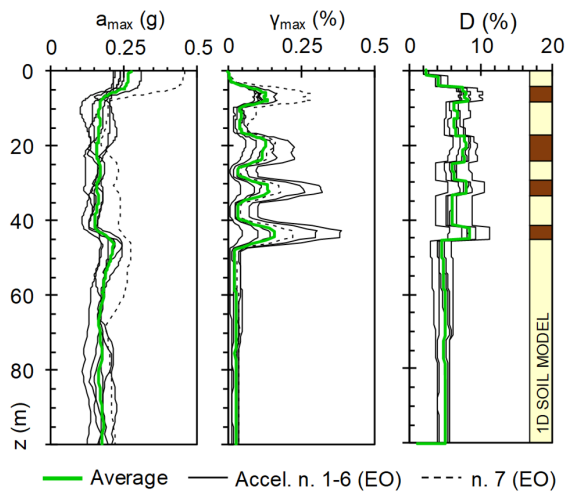 aₘₐₓ (g) γₘₐₓ (%) D (%)
0 0.25 0.5 0 0.25 0.5 0 10 20
0
20
40
60
80
z (m)
1D SOIL MODEL
Average Accel. n. 1-6 (EO) n. 7 (EO)